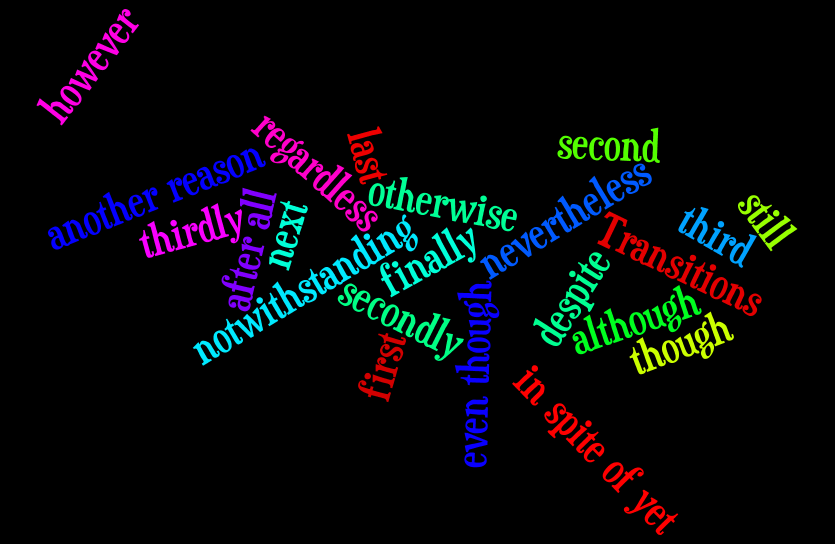 however
regardless
last
second
another reason
thirdly
after all
next
otherwise
nevertheless
still
third
Transitions
notwithstanding
finally
secondly
despite
although
though
first
even though
in spite of yet